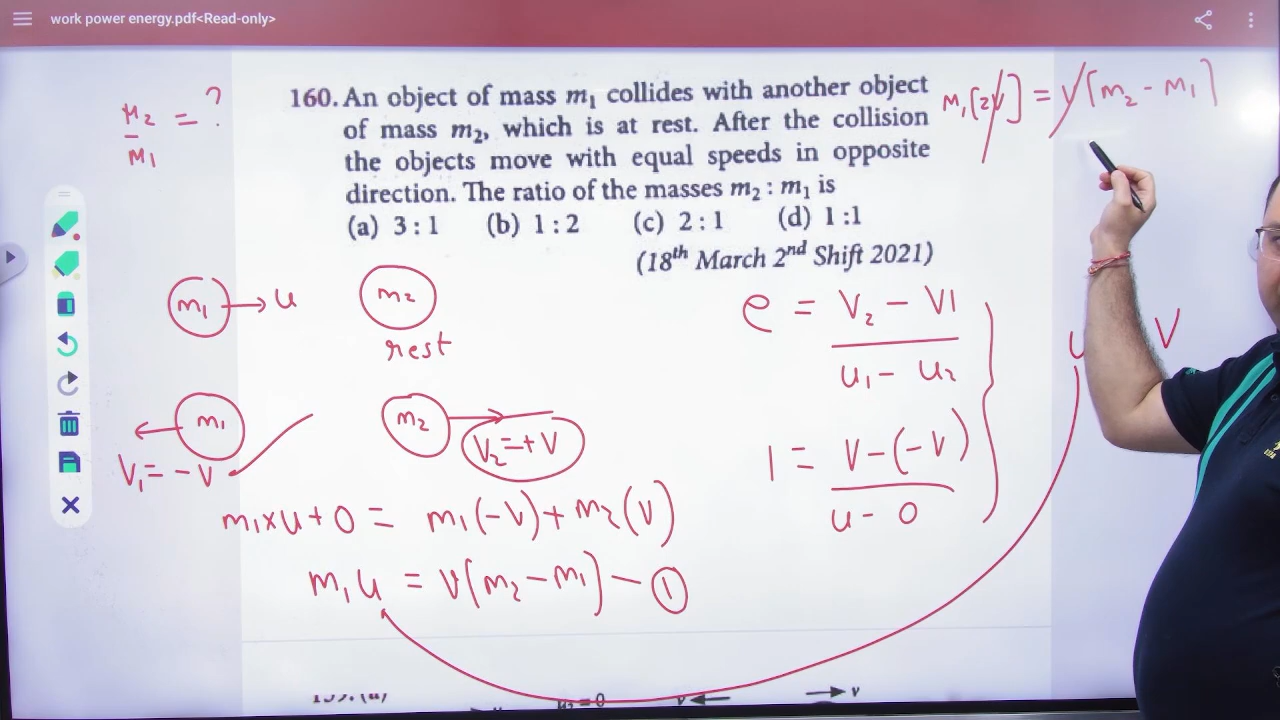 work power energy.pdf<Read-only>
M2/M1 = ?
160. An object of mass m₁ collides with another object
of mass m₂, which is at rest. After the collision
the objects move with equal speeds in opposite
direction. The ratio of the masses m₂ : m₁ is
(a) 3 : 1 (b) 1 : 2 (c) 2 : 1 (d) 1 :1
(18th March 2nd Shift 2021)
M₁[2V] = V[m₂ - m₁]
m₁ → u
m₂
rest
m₁
V₁ = -V
m₂
V₂ = +V
e = V₂ - V1 / u₁ - u₂
1 = V-(-V) / u - 0
u
V
m₁×u+0 = m₁(-V)+m₂(V)
m₁u = V(m₂-m₁) - ①
v
v